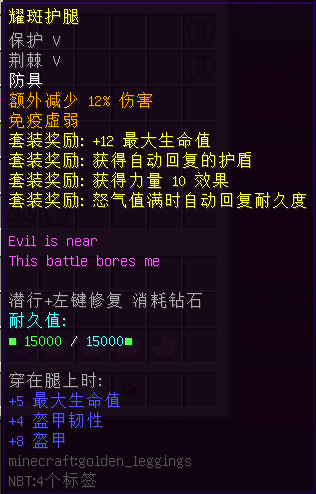 耀斑护腿
保护 V
荆棘 V
防具
额外减少 12% 伤害
免疫虚弱
套装奖励: +12 最大生命值
套装奖励: 获得自动回复的护盾
套装奖励: 获得力量 10 效果
套装奖励: 怒气值满时自动回复耐久度
Evil is near
This battle bores me
潜行+左键修复 消耗钻石
耐久值:
■ 15000 / 15000■
穿在腿上时:
+5 最大生命值
+4 盔甲韧性
+8 盔甲
minecraft:golden_leggings
NBT:4个标签